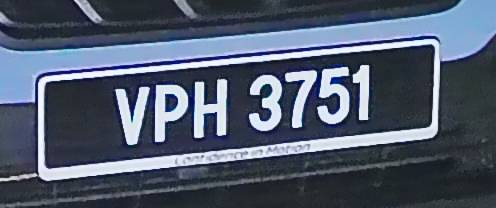 VPH 3751
Confidence in Motion